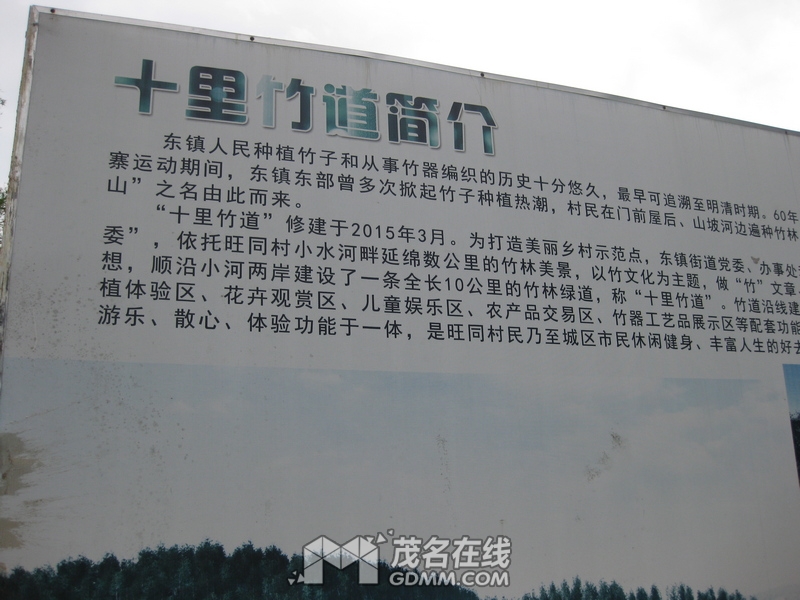 十里竹道简介
东镇人民种植竹子和从事竹器编织的历史十分悠久，最早可追溯至明清时期。60年
寨运动期间，东镇东部曾多次掀起竹子种植热潮，村民在门前屋后、山坡河边遍种竹林
山”之名由此而来。
“十里竹道”修建于2015年3月。为打造美丽乡村示范点，东镇街道党委、办事处
委”，依托旺同村小水河畔延绵数公里的竹林美景，以竹文化为主题，做“竹”文章
想，顺沿小河两岸建设了一条全长10公里的竹林绿道，称“十里竹道”。竹道沿线建
植体验区、花卉观赏区、儿童娱乐区、农产品交易区、竹器工艺品展示区等配套功能
游乐、散心、体验功能于一体，是旺同村民乃至城区市民休闲健身、丰富人生的好去
茂名在线
GDMM.COM